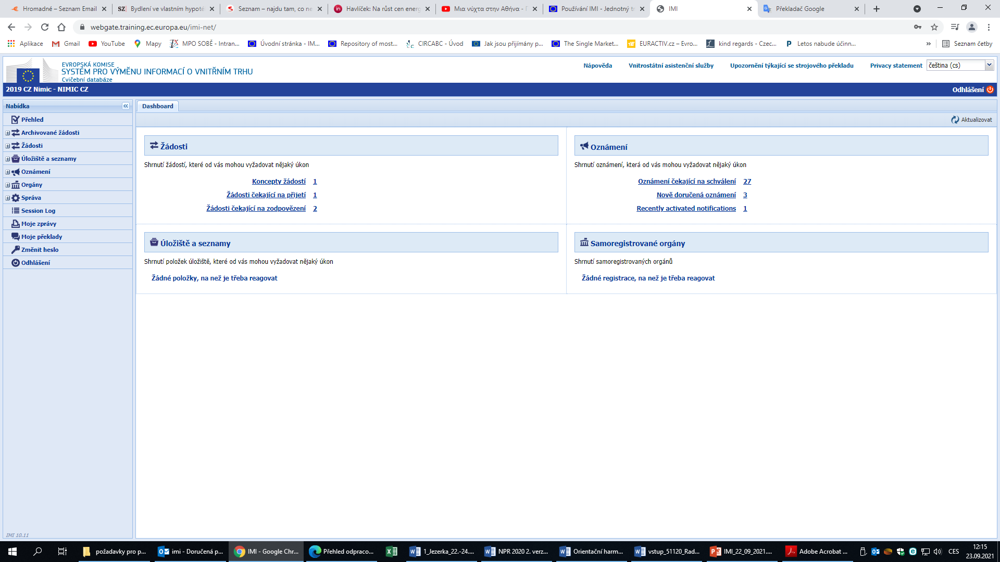 Hromadné – Seznam Email
Bydlení ve vlastním hypoté
Seznam – najdu tam, co ne
Havlíček: Na růst cen energ
Μια νύχτα στην Αθήνα -
Používání IMI - Jednotný t
IMI
Překladač Google
webgate.training.ec.europa.eu/imi-net/
Aplikace
Gmail
YouTube
Mapy
MPO SOBĚ - Intran...
Úvodní stránka - IM...
Repository of most...
CIRCABC - Úvod
Jak jsou přijímány p...
The Single Market...
EURACTIV.cz – Evro...
kind regards - Czec...
Letos nabude účinn...
»
Seznam četby
EVROPSKÁ KOMISE
SYSTÉM PRO VÝMĚNU INFORMACÍ O VNITŘNÍM TRHU
Cvičební databáze
Nápověda
Vnitrostátní asistenční služby
Upozornění týkající se strojového překladu
Privacy statement
čeština (cs)
2019 CZ Nimic - NIMIC CZ
Odhlášení
Nabídka
Přehled
Archivované žádosti
Žádosti
Úložiště a seznamy
Oznámení
Orgány
Správa
Session Log
Moje zprávy
Moje překlady
Změnit heslo
Odhlášení
IMI 10.11
Dashboard
Aktualizovat
Žádosti
Shrnutí žádostí, které od vás mohou vyžadovat nějaký úkon
Koncepty žádostí 1
Žádosti čekající na přijetí 1
Žádosti čekající na zodpovězení 2
Oznámení
Shrnutí oznámení, která od vás mohou vyžadovat nějaký úkon
Oznámení čekající na schválení 27
Nově doručená oznámení 3
Recently activated notifications 1
Úložiště a seznamy
Shrnutí položek úložiště, které od vás mohou vyžadovat nějaký úkon
Žádné položky, na než je třeba reagovat
Samoregistrované orgány
Shrnutí samoregistrovaných orgánů
Žádné registrace, na než je třeba reagovat
požadavky pro p...
imi - Doručená p...
IMI - Google Chr...
Přehled odpraco...
1_Jezerka_22.-24....
NPR 2020 2. verz...
Orientační harm...
vstup_51120_Rad...
IMI_22_09_2021....
Adobe Acrobat ...
CES
12:15
23.09.2021